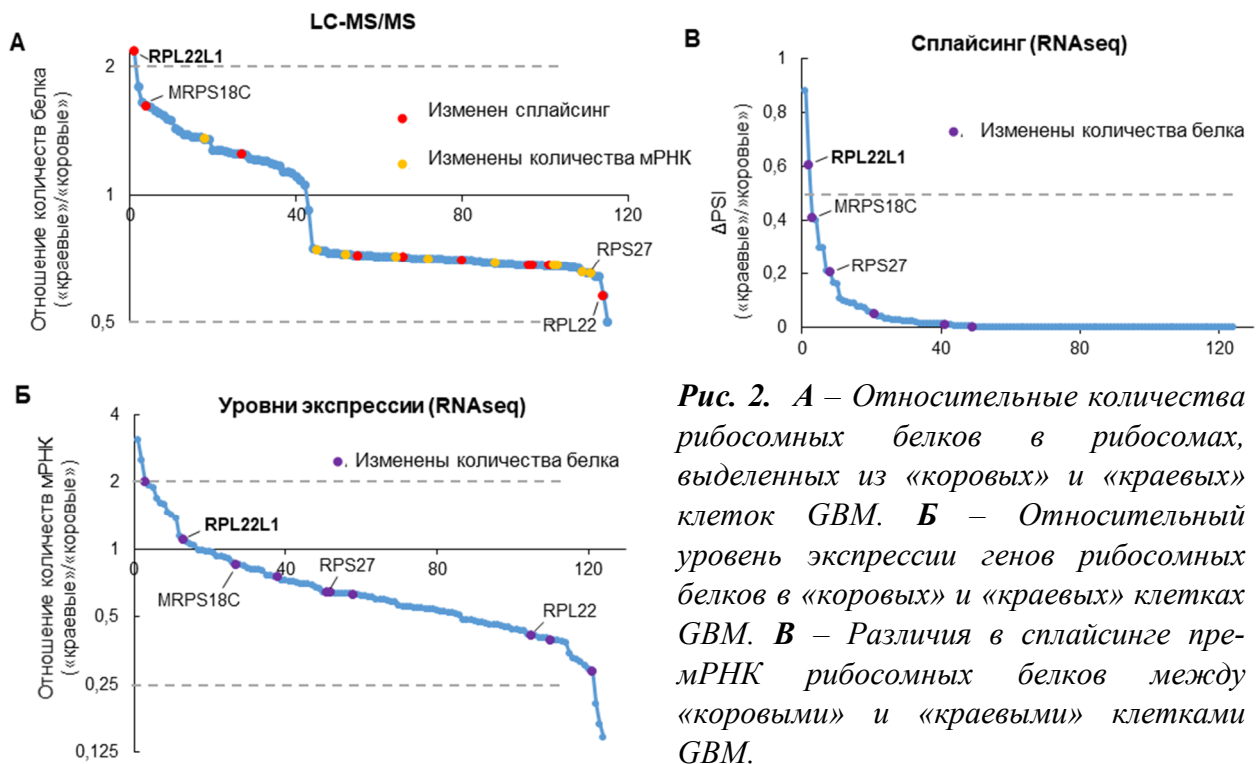 А
LC-MS/MS
Отношение количеств белка
(«краевые»/«коровые»)
2
1
0,5
0
40
80
120
RPL22L1
MRPS18C
Изменен сплайсинг
Изменены количества мРНК
RPS27
RPL22
В
Сплайсинг (RNAseq)
ΔPSI
(«краевые»/»коровые»)
1
0,8
0,6
0,4
0,2
0
0
40
80
120
. Изменены количества белка
RPL22L1
MRPS18C
RPS27
Б
Уровни экспрессии (RNAseq)
Отношение количеств мРНК
(«краевые»/«коровые»)
4
2
1
0,5
0,25
0,125
0
40
80
120
. Изменены количества белка
RPL22L1
MRPS18C
RPS27
RPL22
Рис. 2. А – Относительные количества
рибосомных белков в рибосомах,
выделенных из «коровых» и «краевых»
клеток GBM. Б – Относительный
уровень экспрессии генов рибосомных
белков в «коровых» и «краевых» клетках
GBM. В – Различия в сплайсинге пре-
мРНК рибосомных белков между
«коровыми» и «краевыми» клетками
GBM.